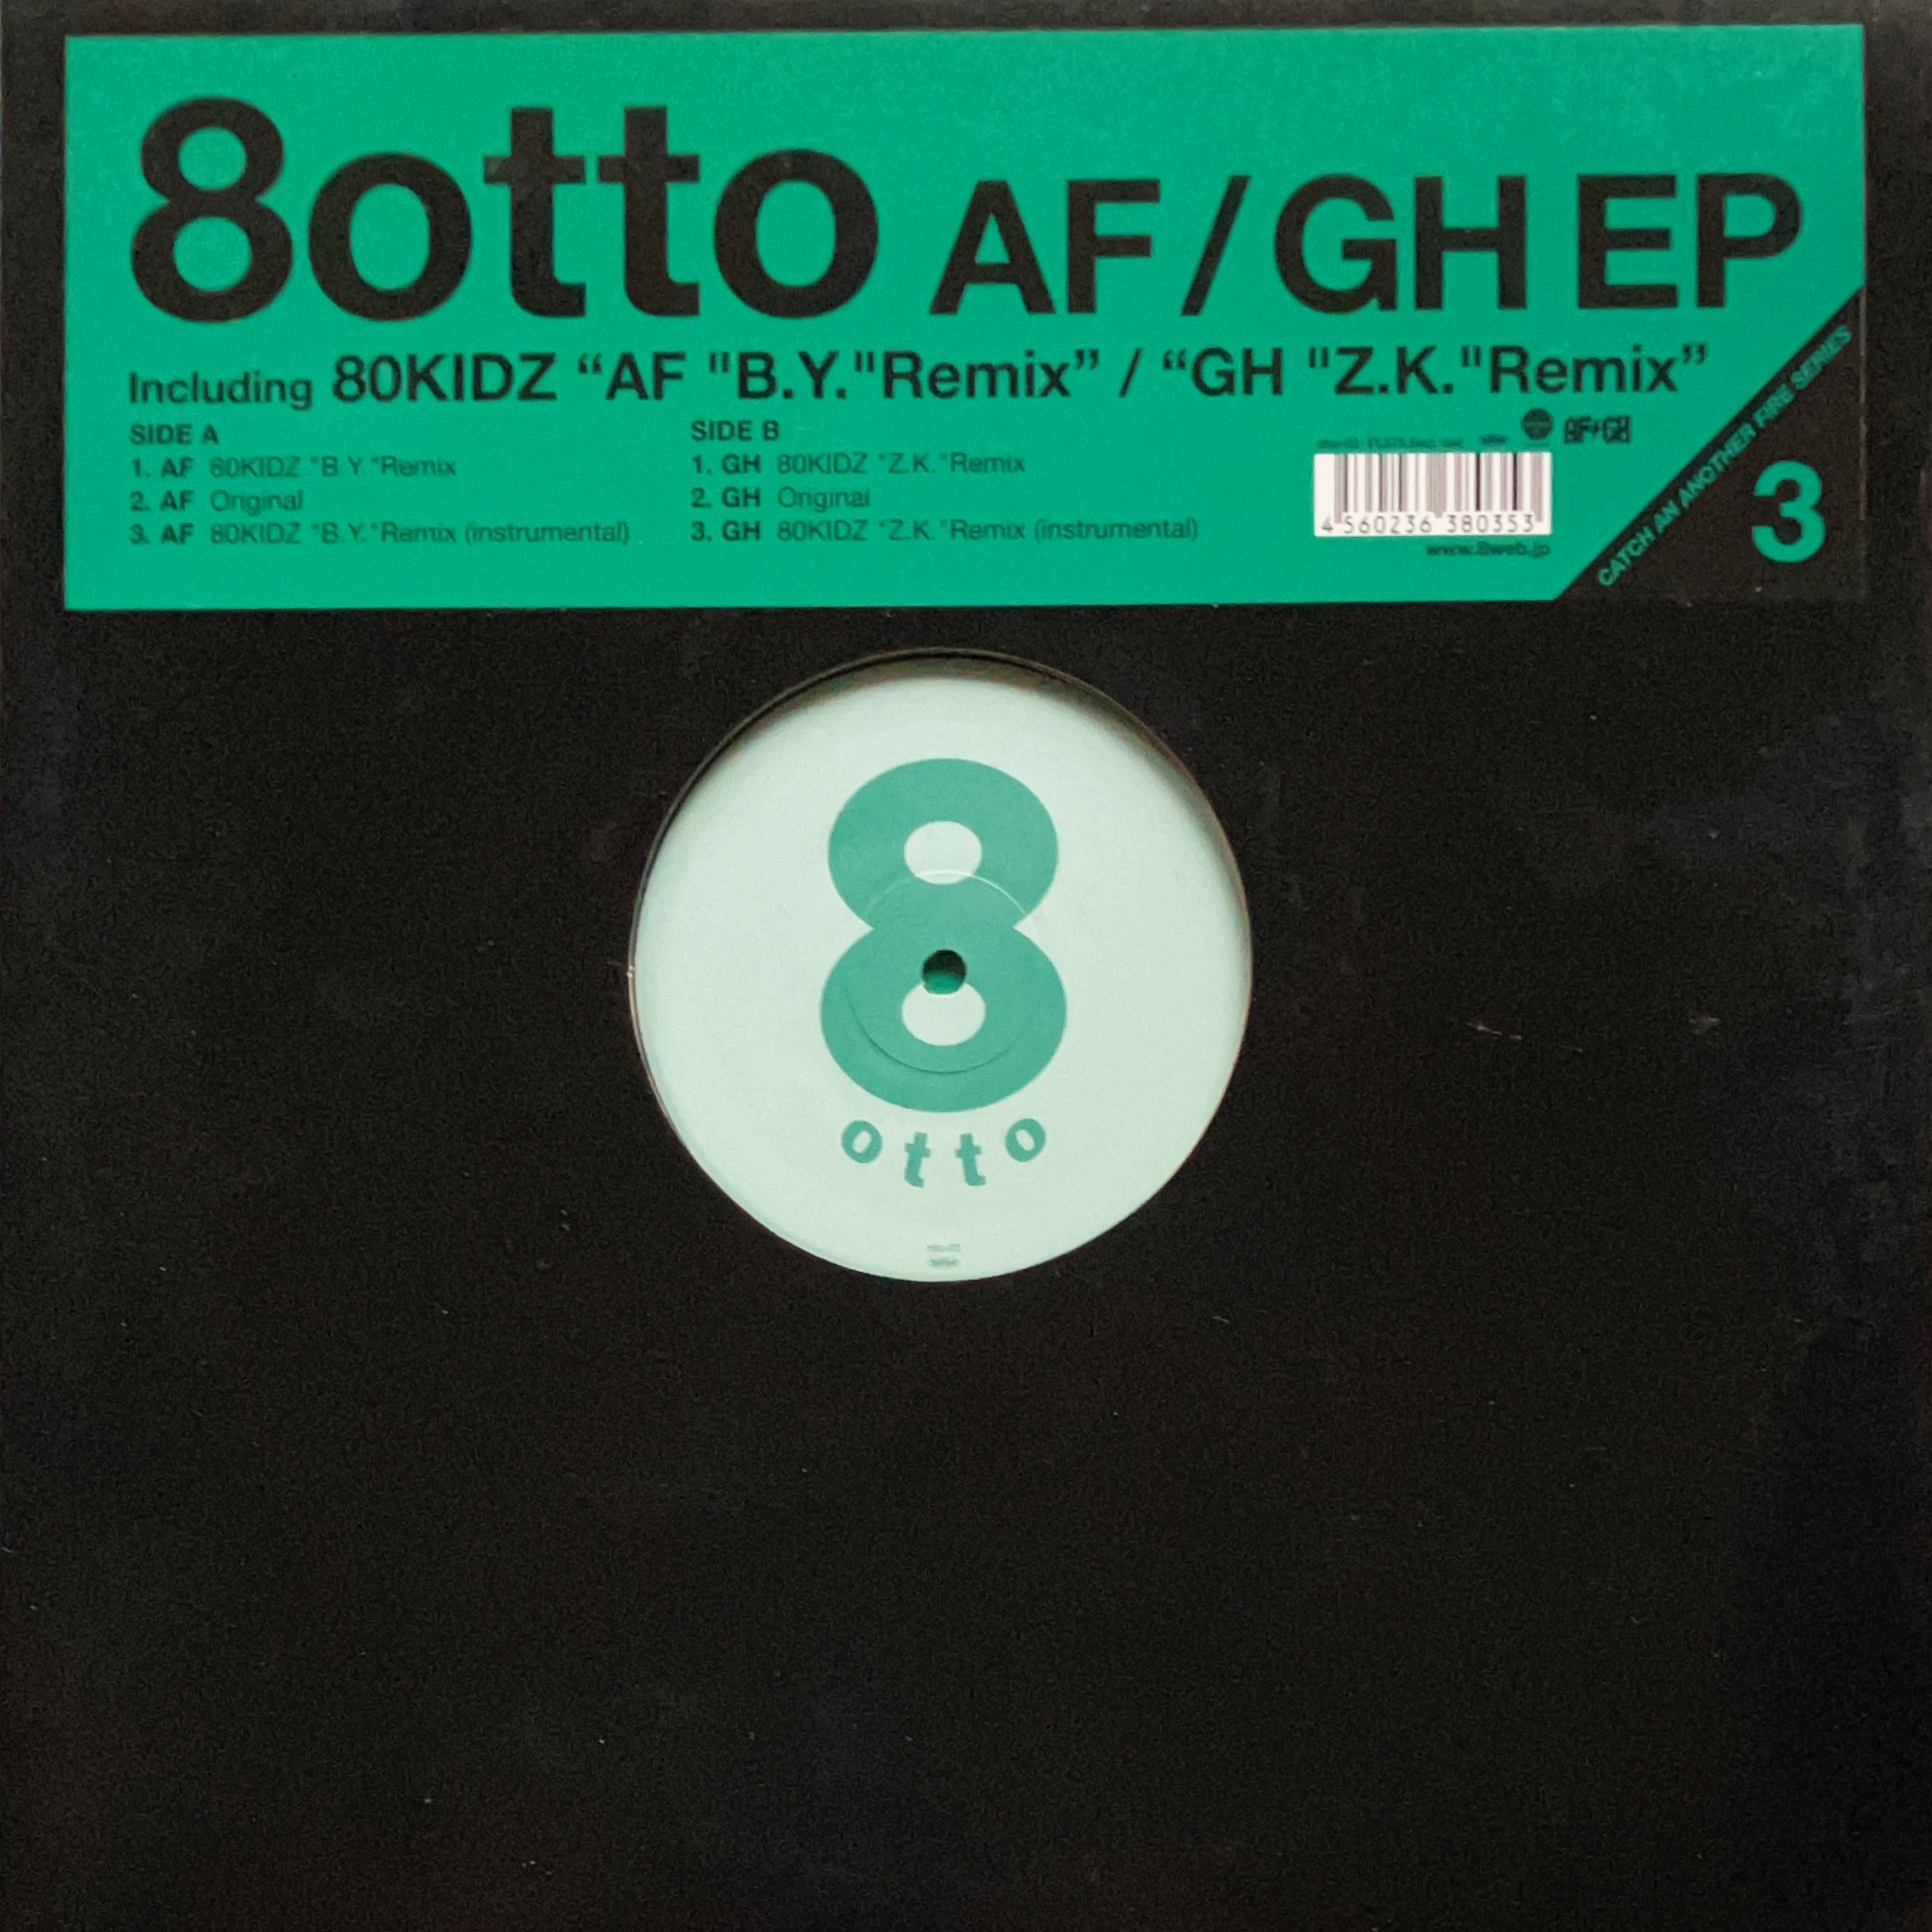 8otto AF / GH EP
Including 80KIDZ “AF "B.Y."Remix” / “GH "Z.K."Remix”
SIDE A
1. AF 80KIDZ "B.Y."Remix
2. AF Original
3. AF 80KIDZ "B.Y."Remix (instrumental)
SIDE B
1. GH 80KIDZ "Z.K."Remix
2. GH Original
3. GH 80KIDZ "Z.K."Remix (instrumental)
AF/GH
4 560236 380353
www.8web.jp
CATCH AN ANOTHER FIRE SERIES
3
8
otto